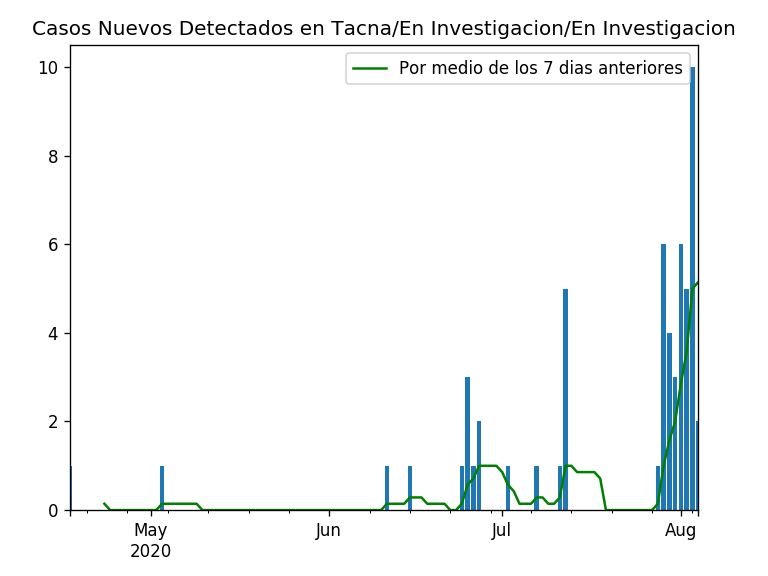 Casos Nuevos Detectados en Tacna/En Investigacion/En Investigacion
Por medio de los 7 dias anteriores
10
8
6
4
2
0
May
2020
Jun
Jul
Aug